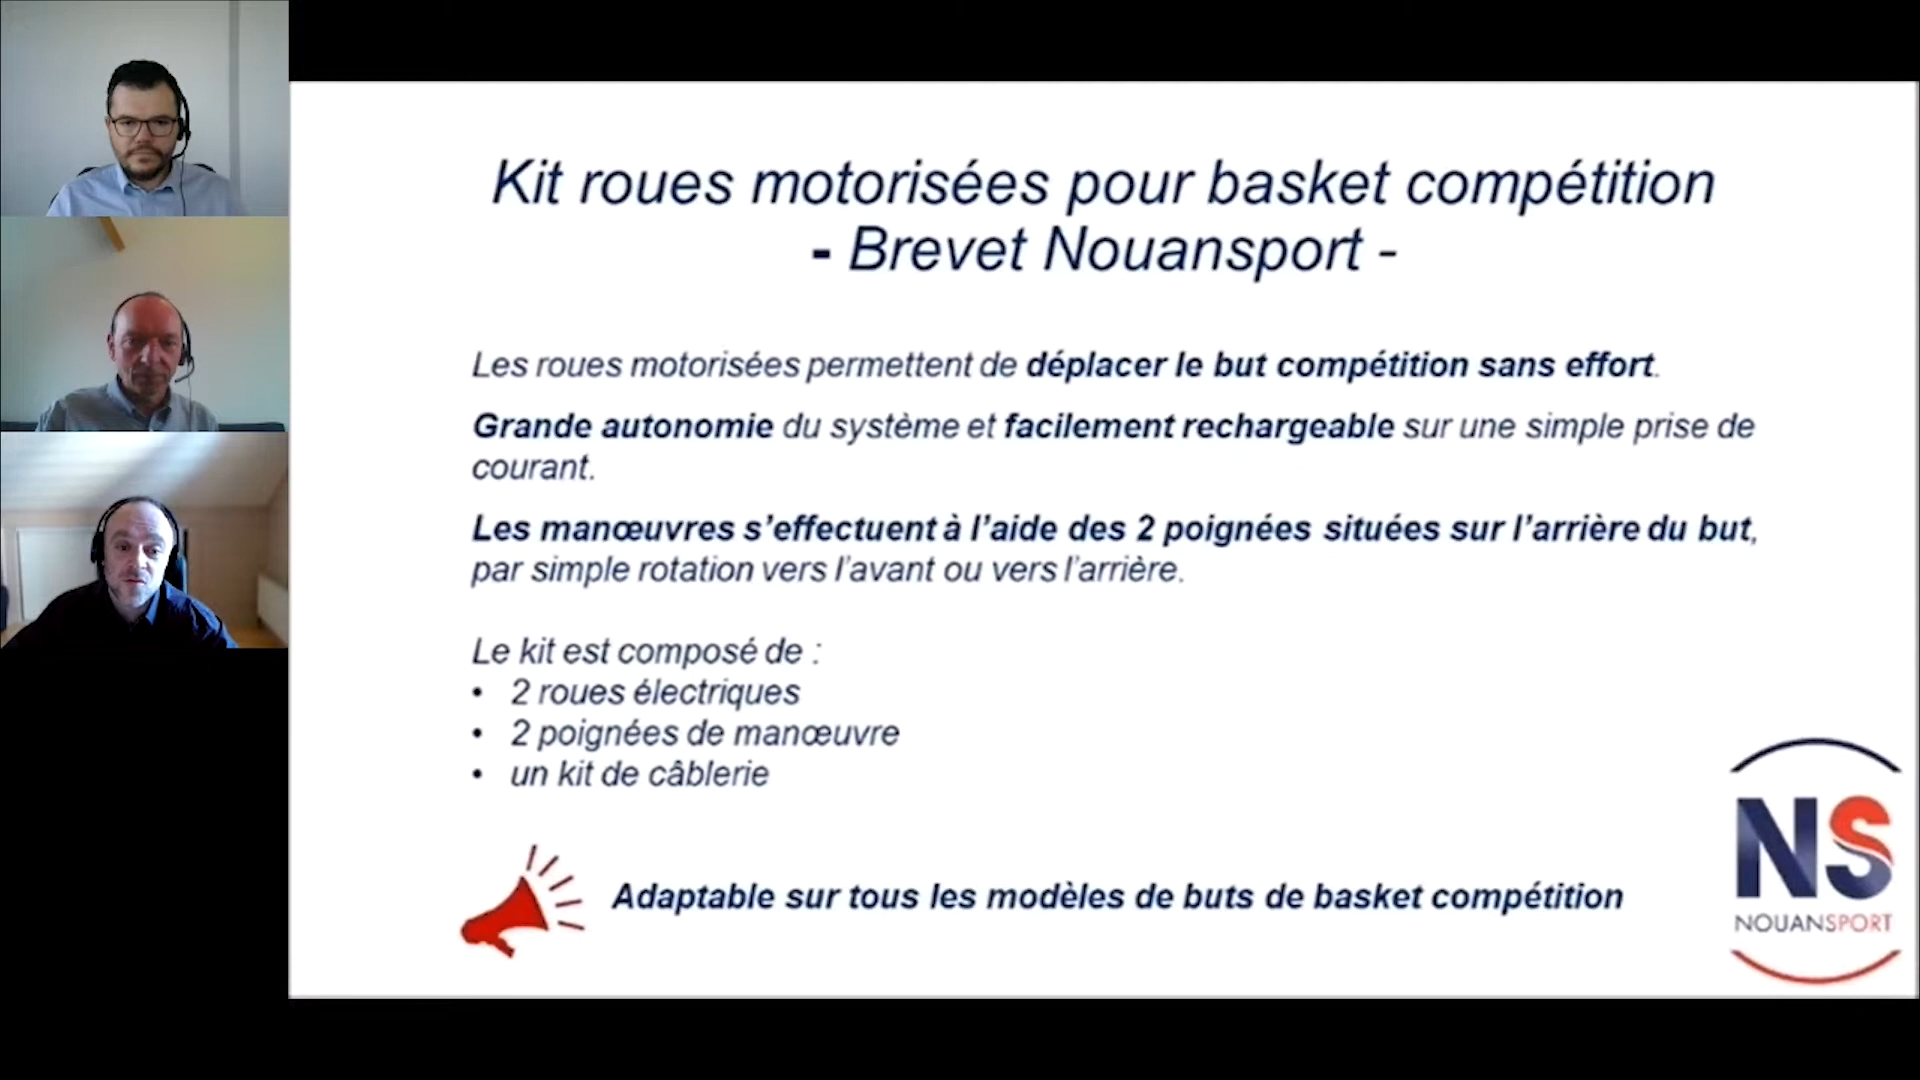 Kit roues motorisées pour basket compétition
- Brevet Nouansport -
Les roues motorisées permettent de déplacer le but compétition sans effort.
Grande autonomie du système et facilement rechargeable sur une simple prise de
courant.
Les manœuvres s’effectuent à l’aide des 2 poignées situées sur l’arrière du but,
par simple rotation vers l’avant ou vers l’arrière.
Le kit est composé de :
• 2 roues électriques
• 2 poignées de manœuvre
• un kit de câblerie
Adaptable sur tous les modèles de buts de basket compétition
NS
NOUANSPORT